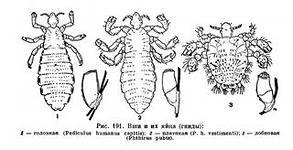 1 2 3
Рис. 191. Вши и их яйца (гниды):
1 — головная (Pediculus humanus capitis); 2 — платяная (P. h. vestimenti); 3 — лобковая
(Phthirus pubis).